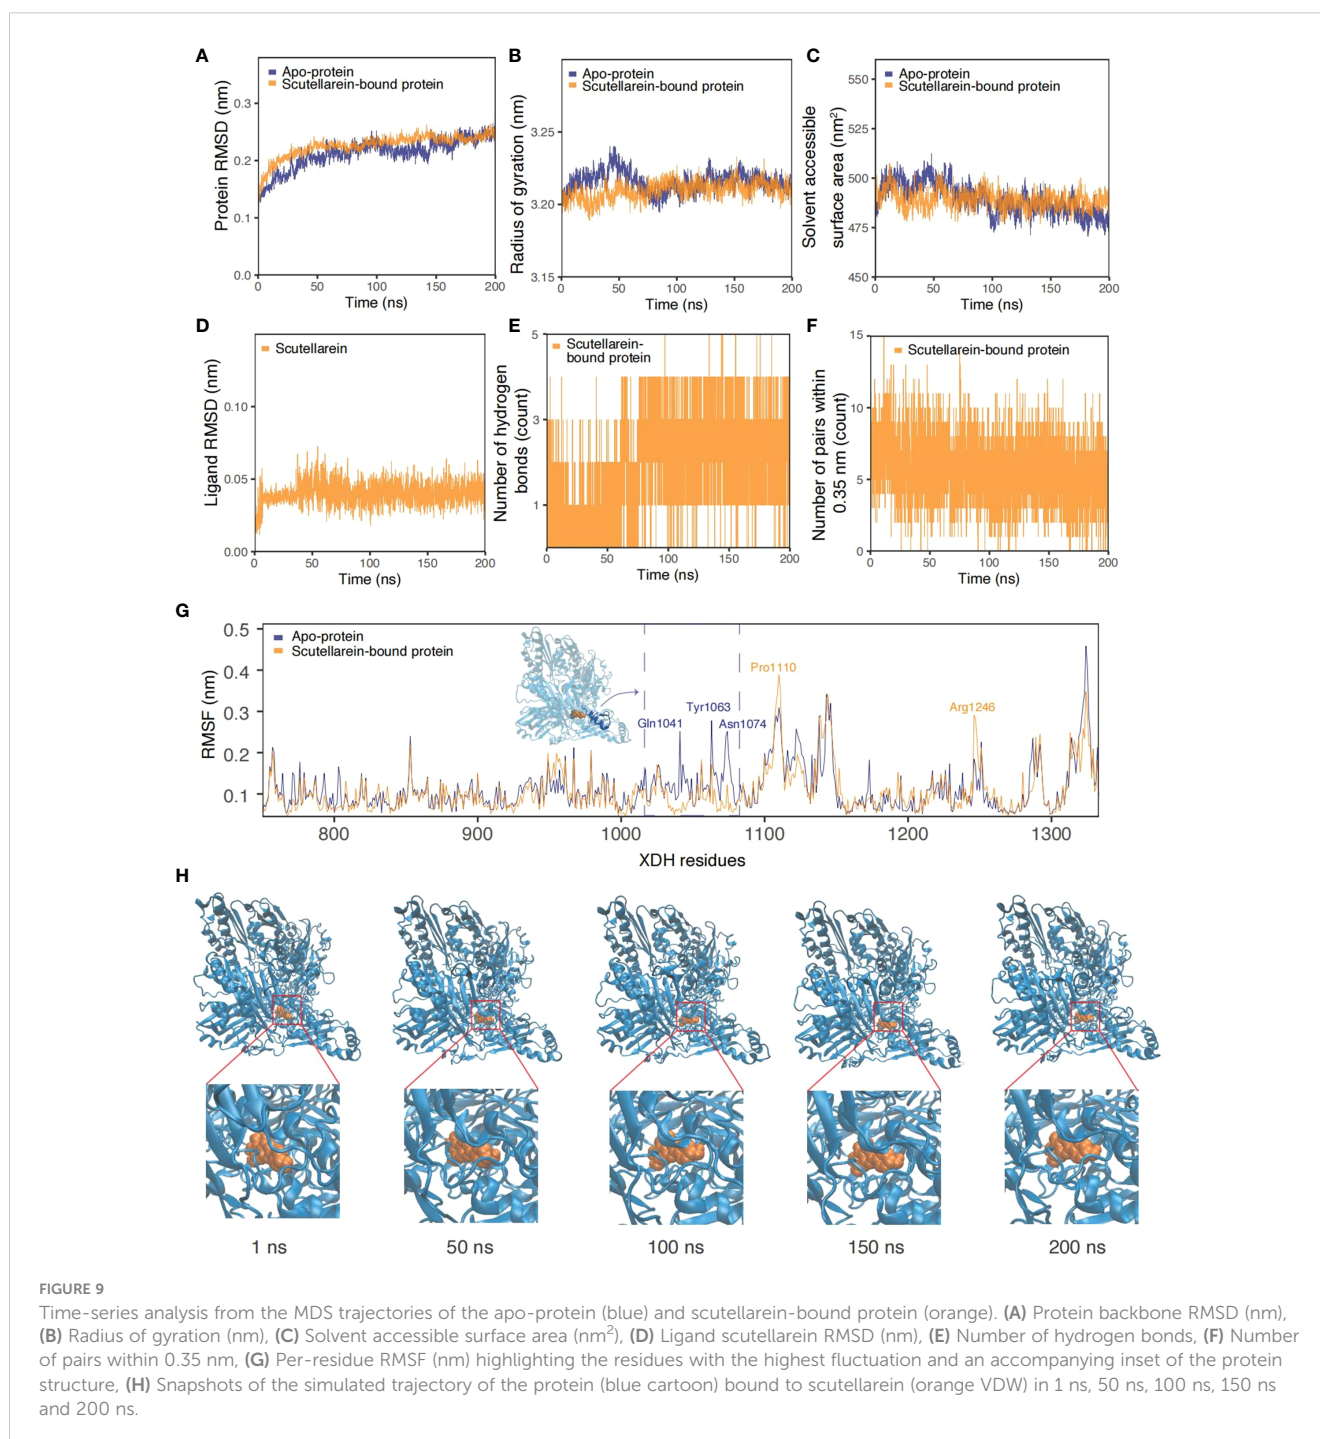 A
Apo-protein
Scutellarein-bound protein
Protein RMSD (nm)
0.3
0.2
0.1
0.0
0
50
100
150
200
Time (ns)
B
Apo-protein
Scutellarein-bound protein
Radius of gyration (nm)
3.25
3.20
3.15
0
50
100
150
200
Time (ns)
C
Apo-protein
Scutellarein-bound protein
Solvent accessible
surface area (nm²)
550
525
500
475
450
0
50
100
150
200
Time (ns)
D
Scutellarein
Ligand RMSD (nm)
0.10
0.05
0.00
0
50
100
150
200
Time (ns)
E
Scutellarein-
bound protein
Number of hydrogen
bonds (count)
5
3
1
0
50
100
150
200
Time (ns)
F
Scutellarein-bound protein
Number of pairs within
0.35 nm (count)
15
10
5
0
0
50
100
150
200
Time (ns)
G
Apo-protein
Scutellarein-bound protein
RMSF (nm)
0.5
0.4
0.3
0.2
0.1
Gln1041
Tyr1063
Asn1074
Pro1110
Arg1246
800
900
1000
1100
1200
1300
XDH residues
H
1 ns
50 ns
100 ns
150 ns
200 ns
FIGURE 9
Time-series analysis from the MDS trajectories of the apo-protein (blue) and scutellarein-bound protein (orange). (A) Protein backbone RMSD (nm),
(B) Radius of gyration (nm), (C) Solvent accessible surface area (nm²), (D) Ligand scutellarein RMSD (nm), (E) Number of hydrogen bonds, (F) Number
of pairs within 0.35 nm, (G) Per-residue RMSF (nm) highlighting the residues with the highest fluctuation and an accompanying inset of the protein
structure, (H) Snapshots of the simulated trajectory of the protein (blue cartoon) bound to scutellarein (orange VDW) in 1 ns, 50 ns, 100 ns, 150 ns
and 200 ns.